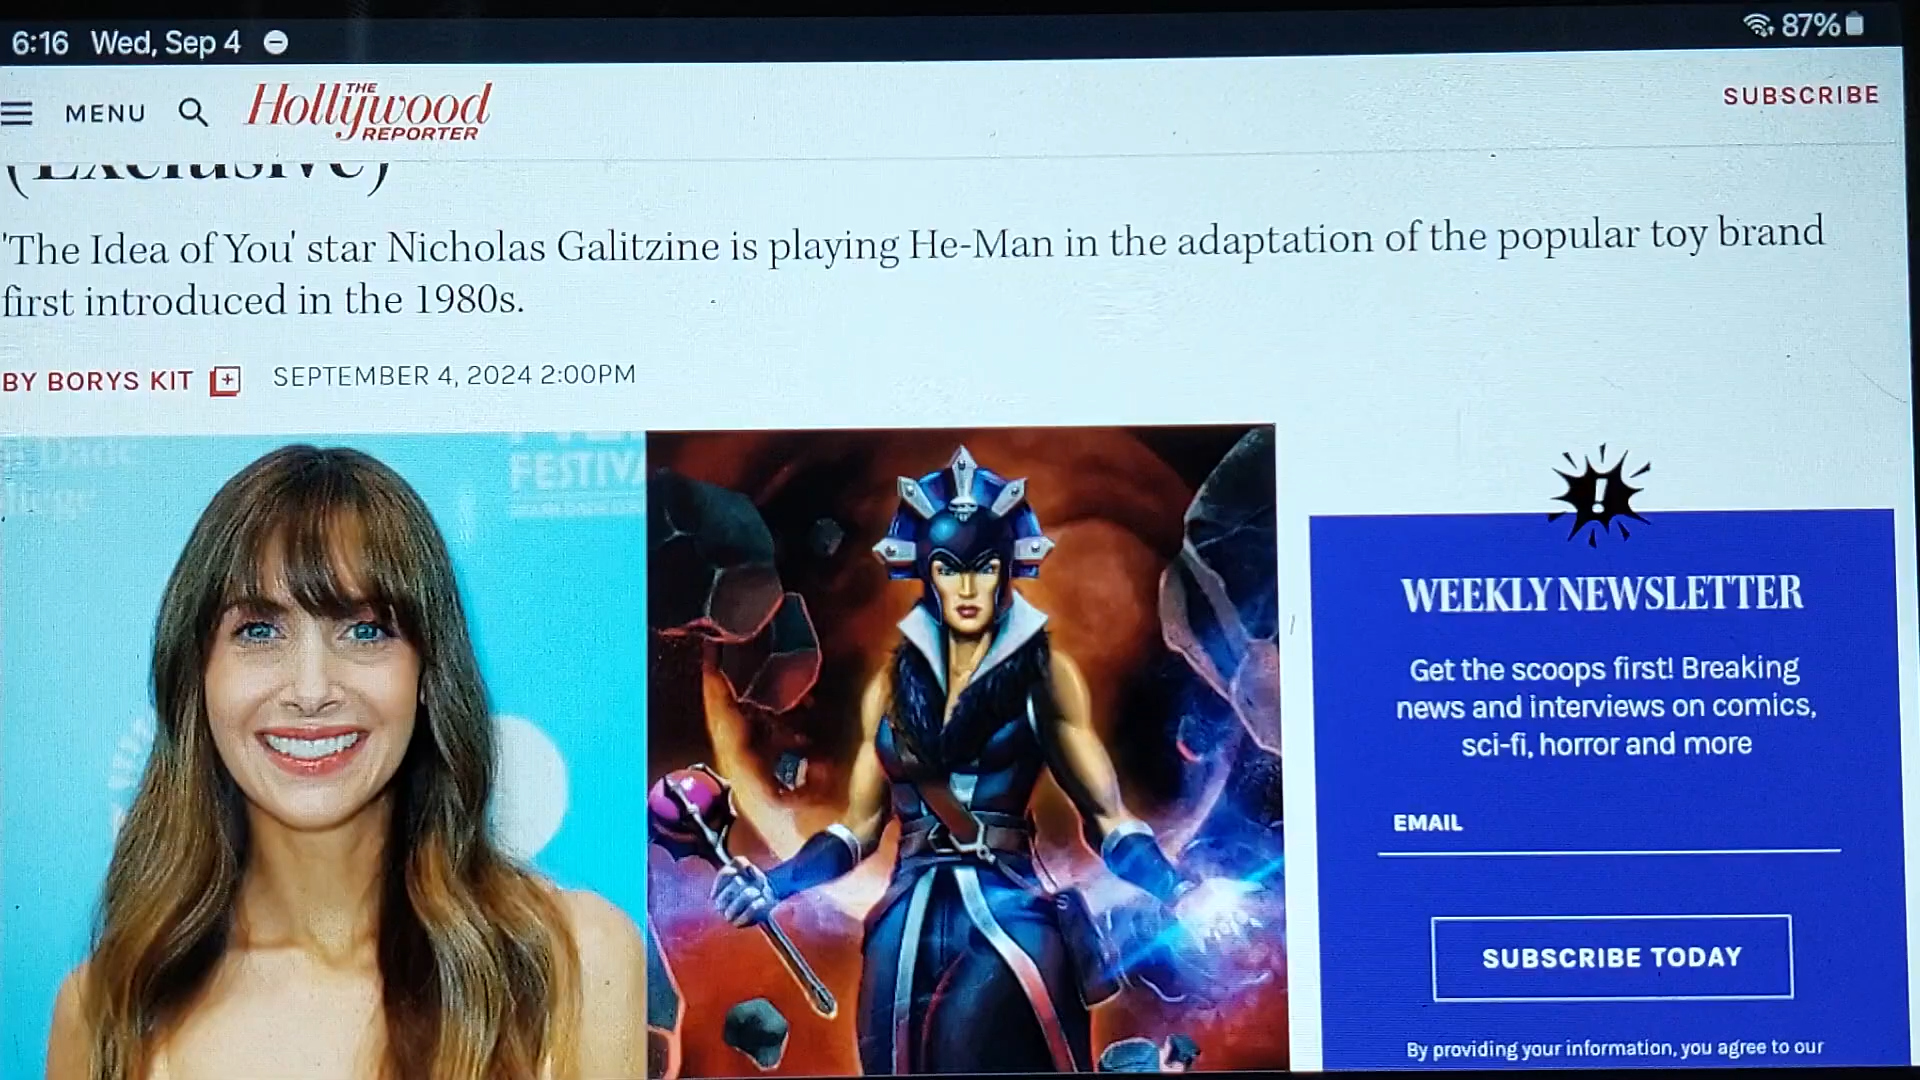 6:16 Wed, Sep 4
87%
MENU
THE
Hollywood
REPORTER
SUBSCRIBE
(Exclusive)
'The Idea of You' star Nicholas Galitzine is playing He-Man in the adaptation of the popular toy brand
first introduced in the 1980s.
BY BORYS KIT
SEPTEMBER 4, 2024 2:00PM
FESTIVA
!
WEEKLY NEWSLETTER
Get the scoops first! Breaking
news and interviews on comics,
sci-fi, horror and more
EMAIL
SUBSCRIBE TODAY
By providing your information, you agree to our